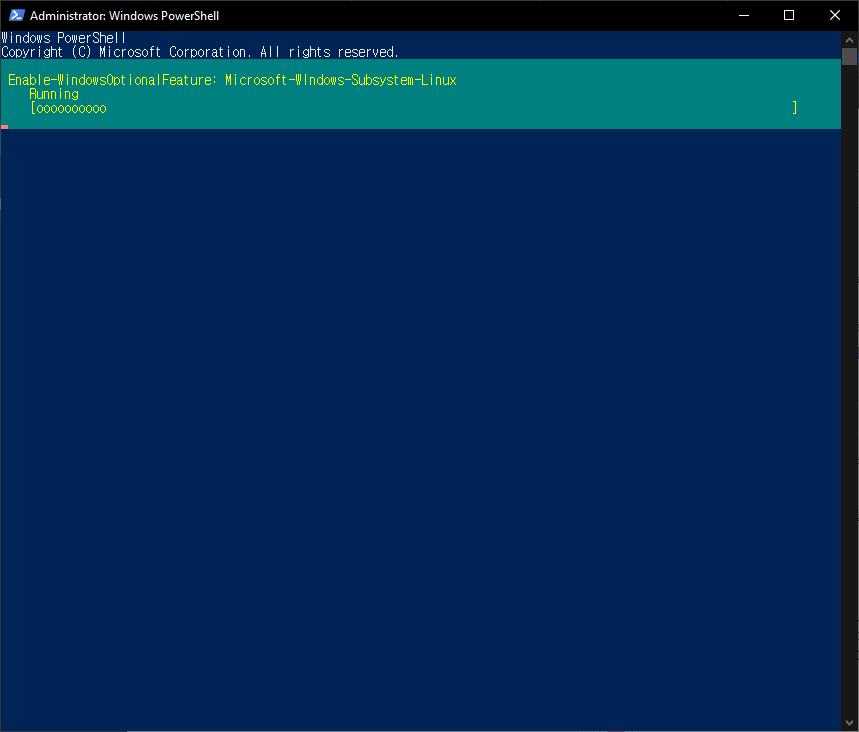 Administrator: Windows PowerShell
Windows PowerShell
Copyright (C) Microsoft Corporation. All rights reserved.
Enable-WindowsOptionalFeature: Microsoft-WIndows-Subsystem-Linux
Running
[oooooooooo ]